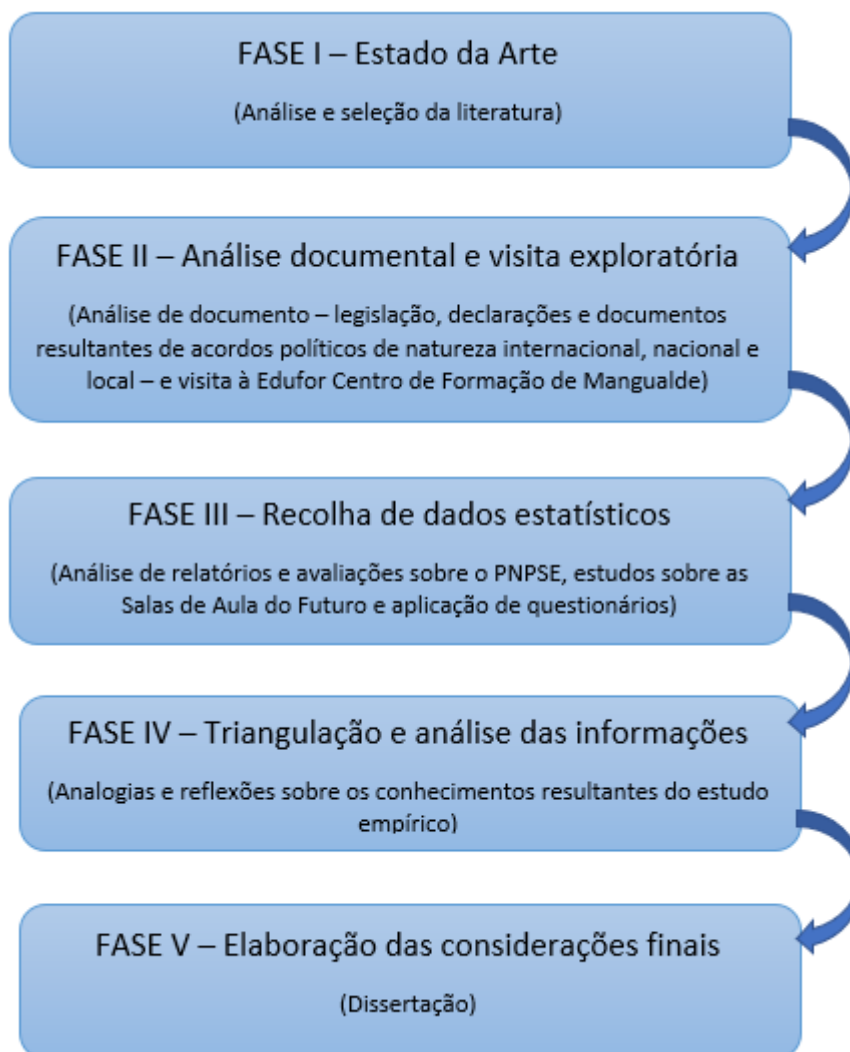 FASE I – Estado da Arte
(Análise e seleção da literatura)
FASE II – Análise documental e visita exploratória
(Análise de documento – legislação, declarações e documentos
resultantes de acordos políticos de natureza internacional, nacional e
local – e visita à Edufor Centro de Formação de Mangualde)
FASE III – Recolha de dados estatísticos
(Análise de relatórios e avaliações sobre o PNPSE, estudos sobre as
Salas de Aula do Futuro e aplicação de questionários)
FASE IV – Triangulação e análise das informações
(Analogias e reflexões sobre os conhecimentos resultantes do estudo
empírico)
FASE V – Elaboração das considerações finais
(Dissertação)